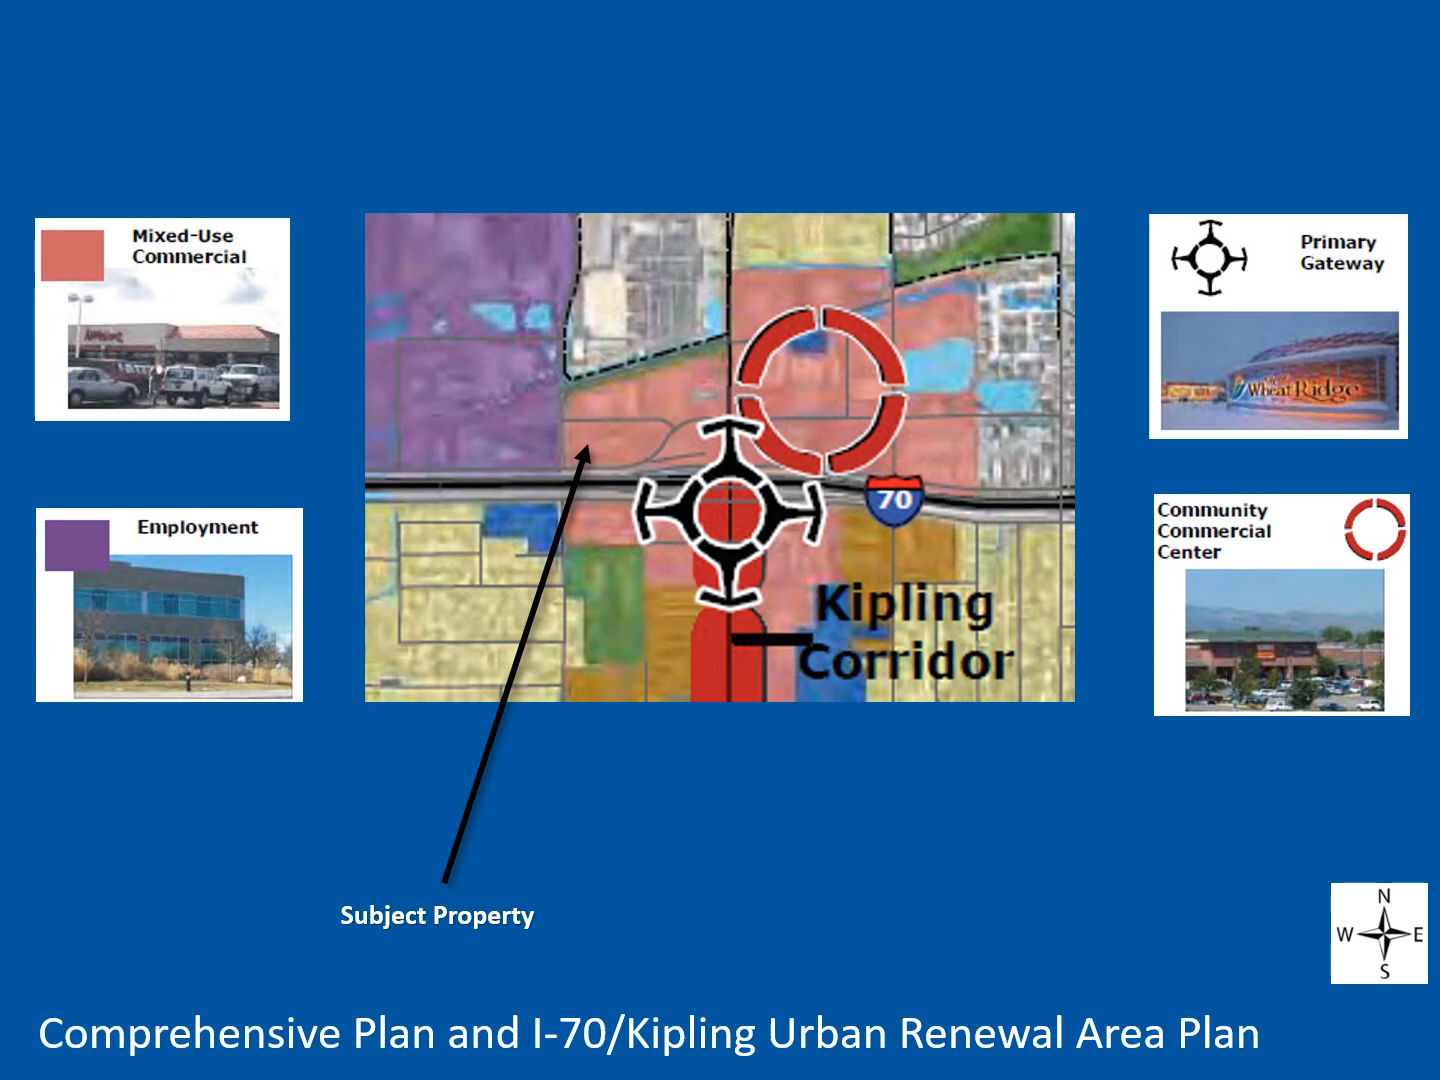 Mixed-Use
Commercial
Employment
Primary
Gateway
Wheat Ridge
Community
Commercial
Center
70
Kipling
Corridor
Subject Property
N
W E
S
Comprehensive Plan and I-70/Kipling Urban Renewal Area Plan